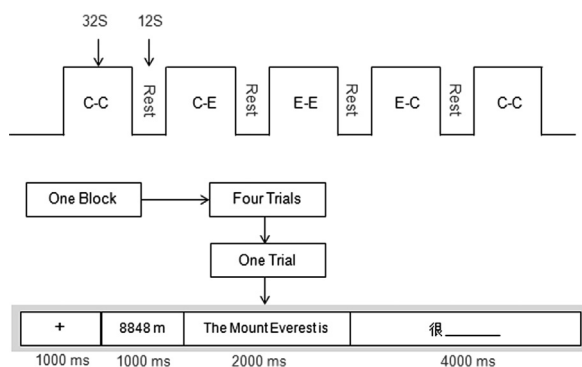 32S 12S
C-C Rest C-E Rest E-E Rest E-C Rest C-C
One Block Four Trials
One Trial
+ 8848 m The Mount Everest is 很______
1000 ms 1000 ms 2000 ms 4000 ms